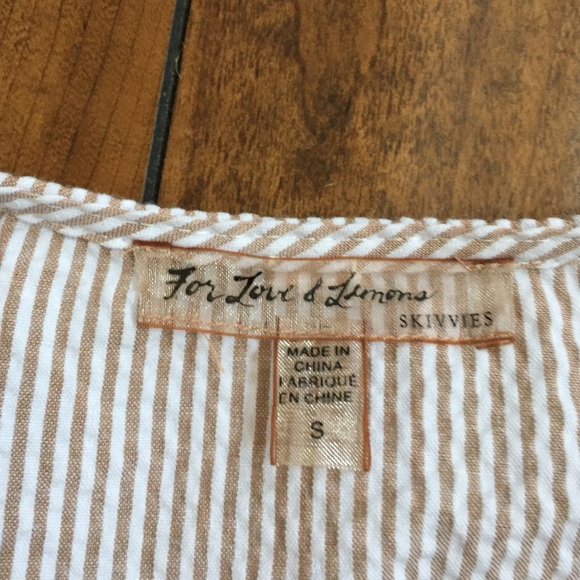 For Love & Lemons
SKIVVIES
MADE IN
CHINA
FABRIQUÉ
EN CHINE
S